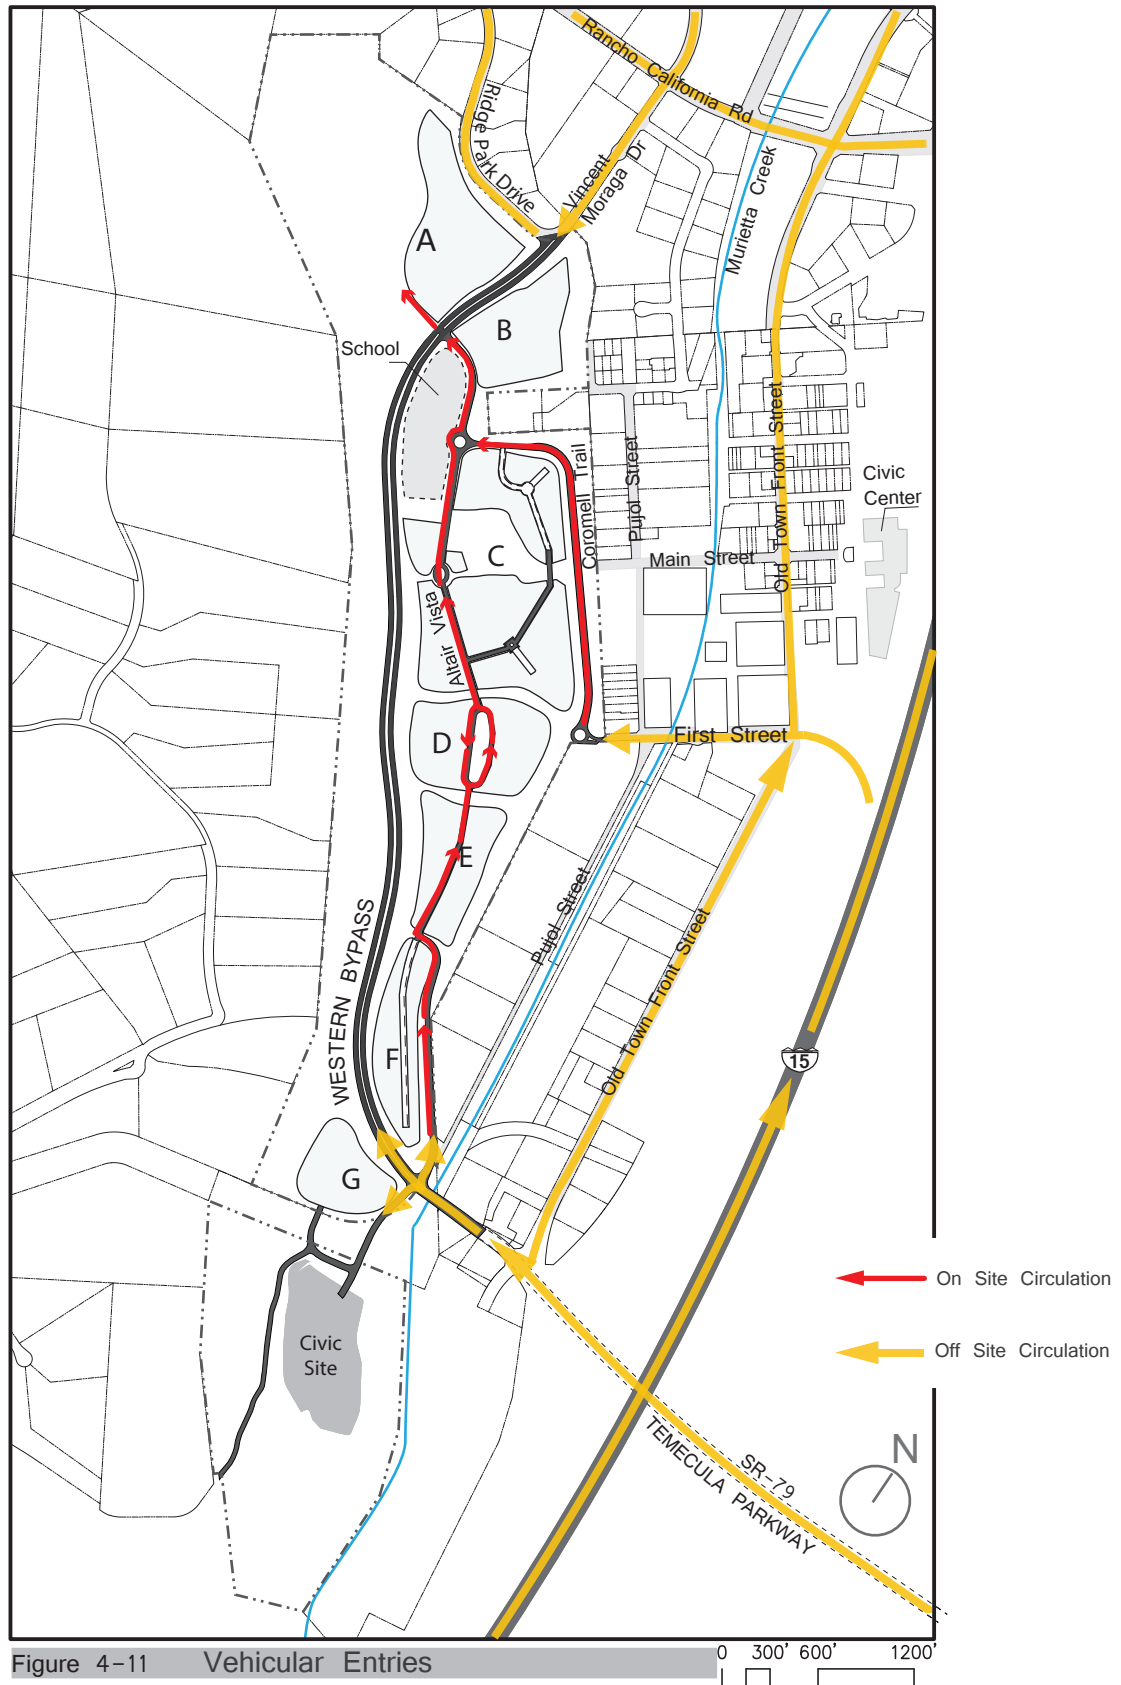 Rancho California Rd
Ridge Park Drive
Vincent
Moraga Dr
Murietta Creek
A
B
School
Old Town Front Street
Coromell Trail
Pujol Street
Civic
Center
Main Street
C
Altair Vista
D
First Street
E
Pujol Street
WESTERN BYPASS
Old Town Front Street
F
15
G
On Site Circulation
Civic
Site
Off Site Circulation
SR-79
TEMECULA PARKWAY
N
Figure 4-11 Vehicular Entries
0 300' 600' 1200'